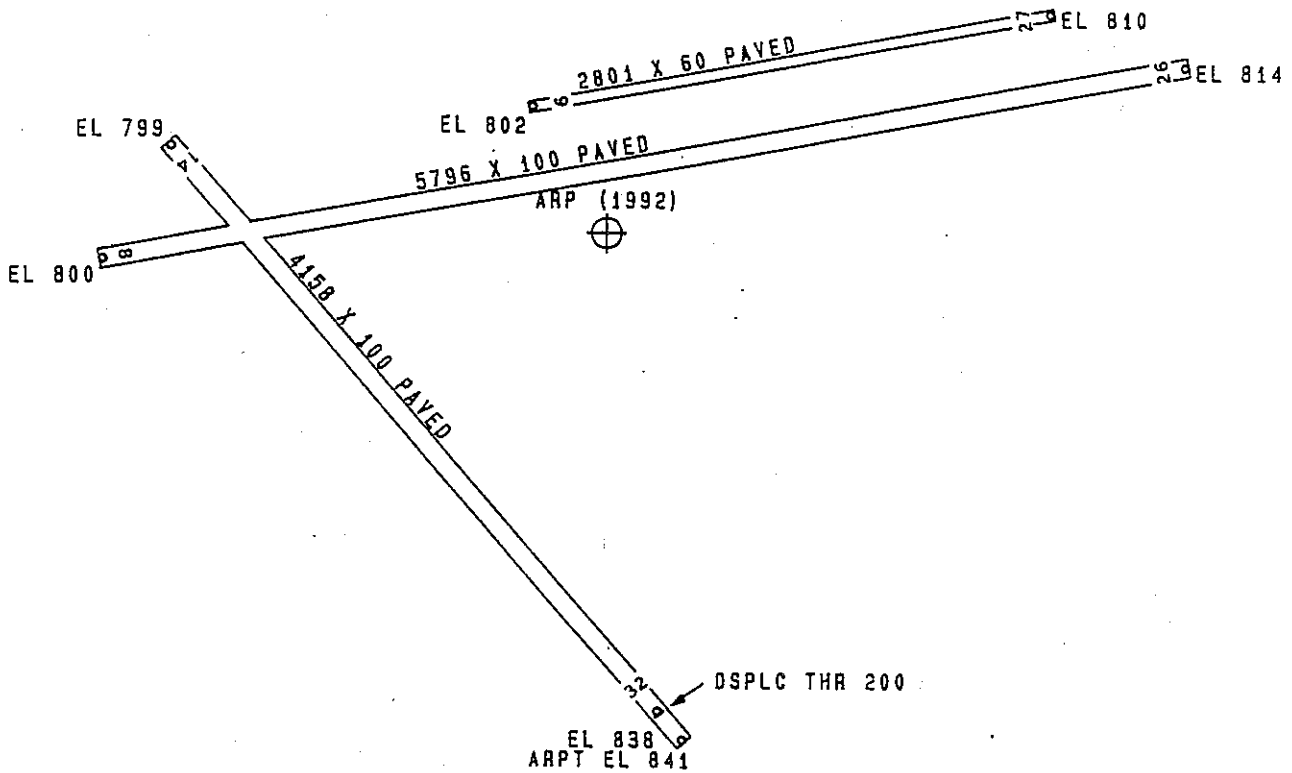 27
EL 810
2801 X 60 PAVED
26
EL 814
9
EL 802
EL 799
14
5796 X 100 PAVED
ARP (1992)
8
EL 800
4158 X 100 PAVED
32
DSPLC THR 200
EL 838
ARPT EL 841